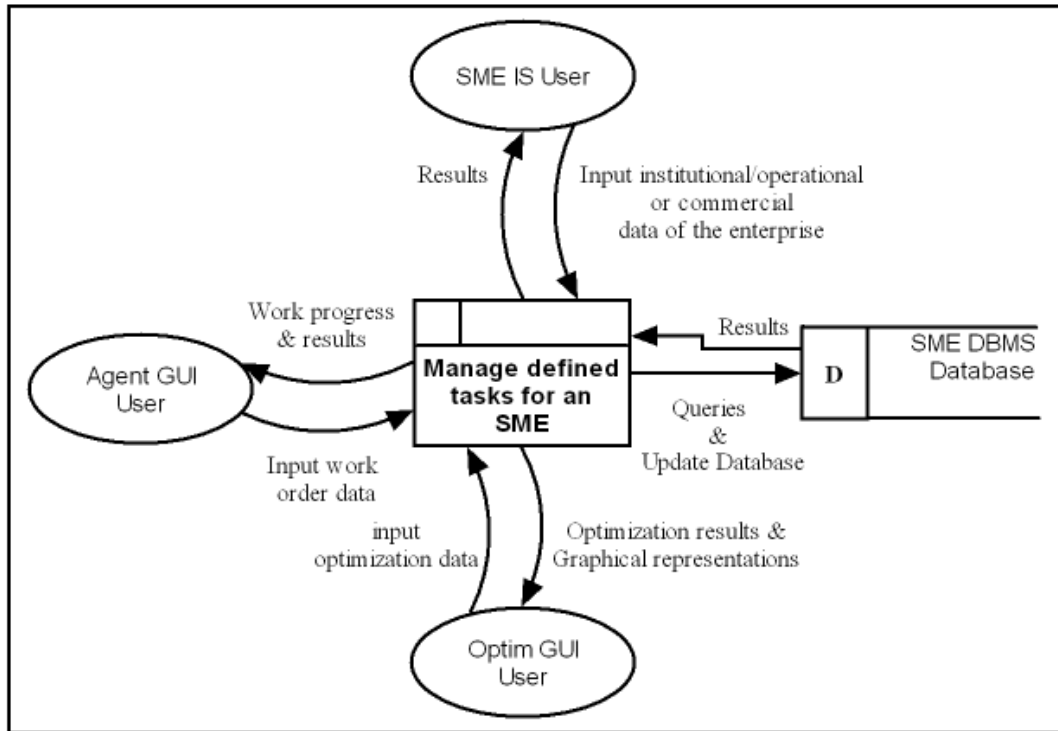 SME IS User
Results
Input institutional/operational
or commercial
data of the enterprise
Work progress
& results
Agent GUI
User
Input work
order data
Manage defined
tasks for an
SME
Results
D
SME DBMS
Database
Queries
&
Update Database
input
optimization data
Optimization results &
Graphical representations
Optim GUI
User